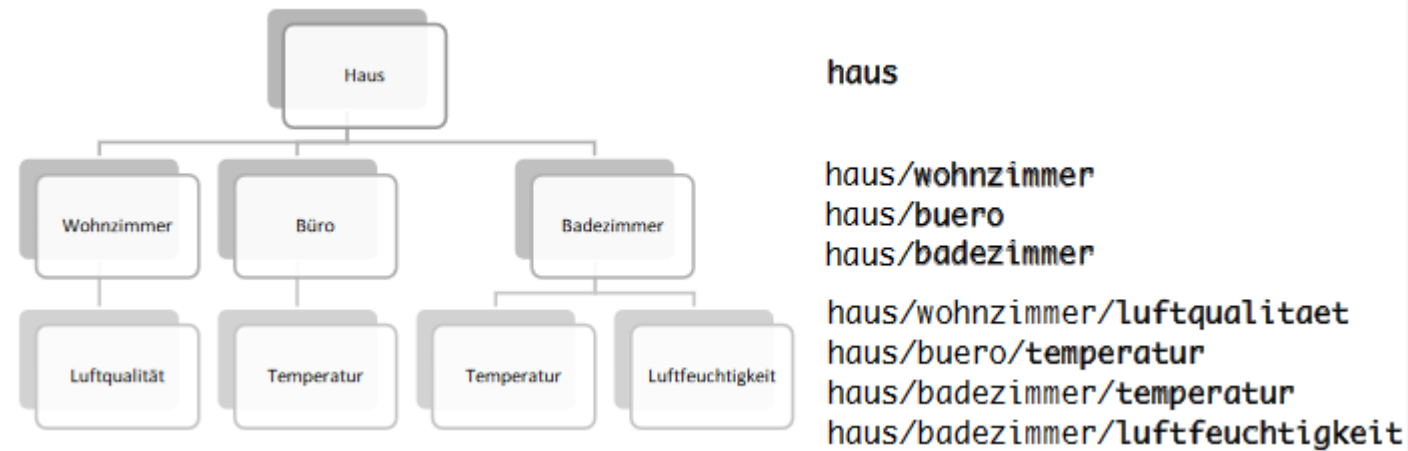 Haus
Wohnzimmer
Büro
Badezimmer
Luftqualität
Temperatur
Temperatur
Luftfeuchtigkeit
haus
haus/wohnzimmer
haus/buero
haus/badezimmer
haus/wohnzimmer/luftqualitaet
haus/buero/temperatur
haus/badezimmer/temperatur
haus/badezimmer/luftfeuchtigkeit